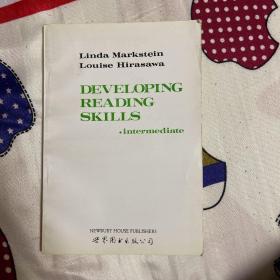 Linda Markstein
Louise Hirasawa
DEVELOPING
READING
SKILLS
•intermediate
NEWBURY HOUSE PUBLISHERS
世界图书出版公司